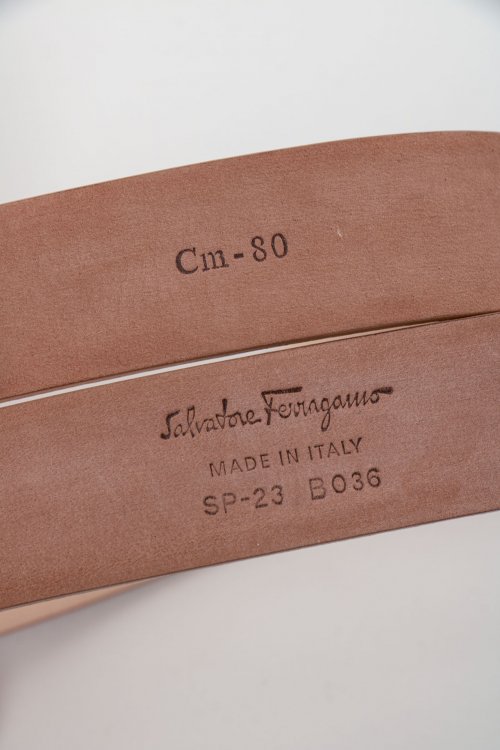 Cm-80
Salvatore Ferragamo
MADE IN ITALY
SP-23 B036